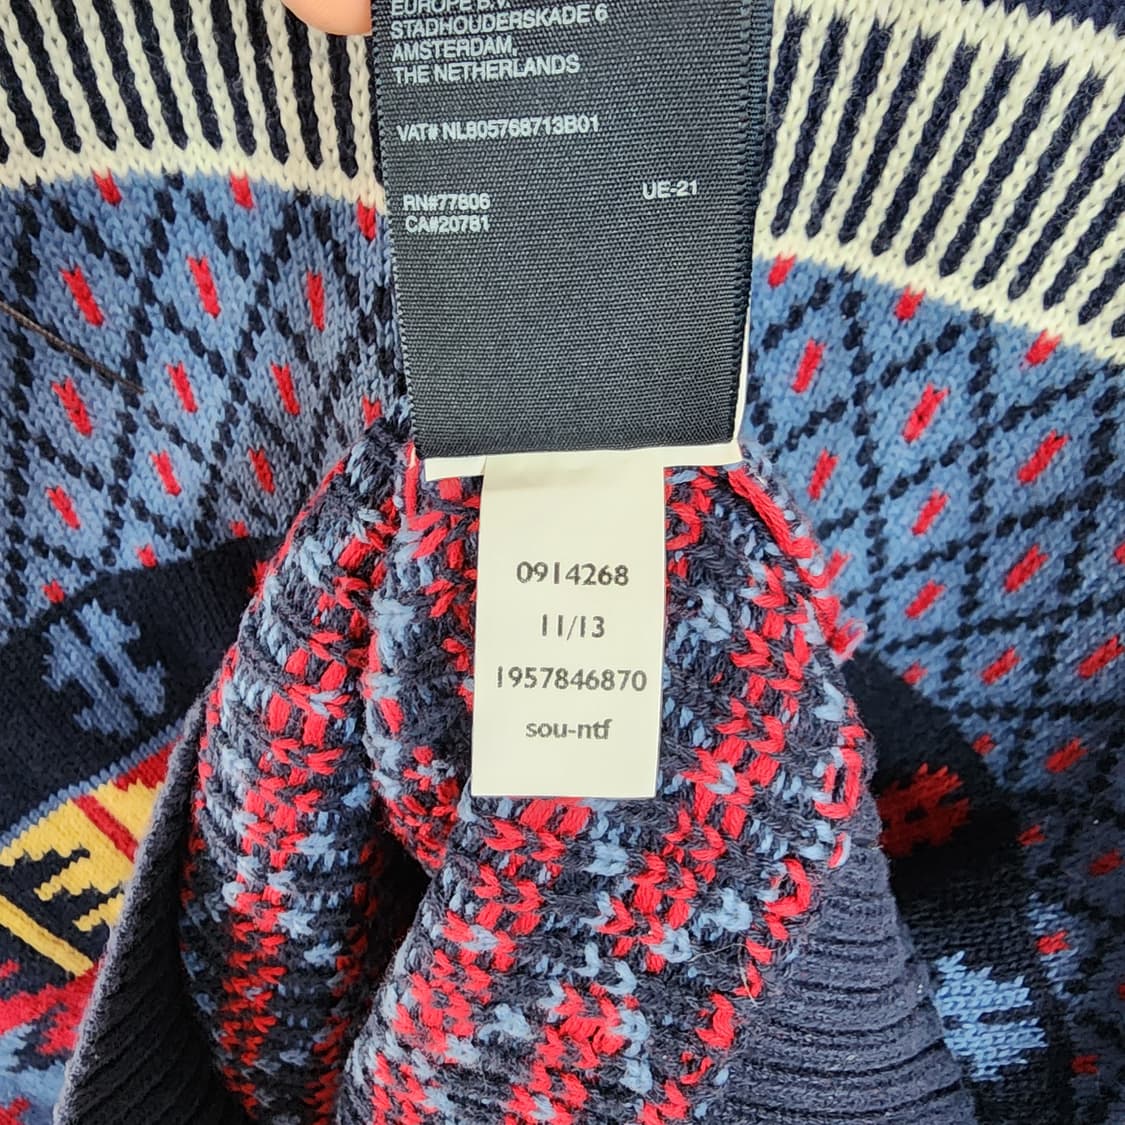 EUROPE B.V.
STADHOUDERSKADE 6
AMSTERDAM,
THE NETHERLANDS
VAT# NL805768713B01
RN#77806
CA#20781
UE-21
0914268
11/13
1957846870
sou-ntf